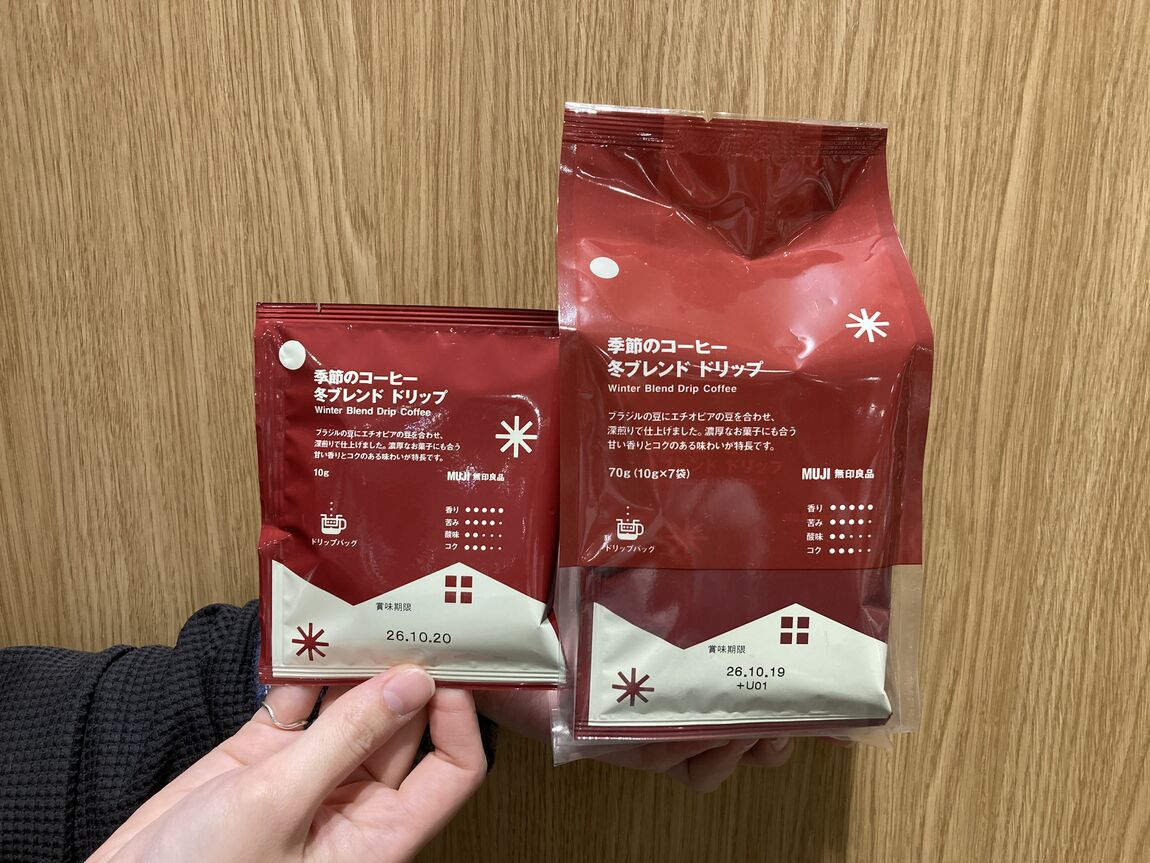 季節のコーヒー
冬ブレンド ドリップ
Winter Blend Drip Coffee
ブラジルの豆にエチオピアの豆を合わせ、
深煎りで仕上げました。濃厚なお菓子にも合う
甘い香りとコクのある味わいが特長です。
10g
MUJI 無印良品
香り
苦み
酸味
コク
ドリップバッグ
賞味期限
26.10.20
季節のコーヒー
冬ブレンド ドリップ
Winter Blend Drip Coffee
ブラジルの豆にエチオピアの豆を合わせ、
深煎りで仕上げました。濃厚なお菓子にも合う
甘い香りとコクのある味わいが特長です。
70g（10g×7袋）
MUJI 無印良品
香り
苦み
酸味
コク
ドリップバッグ
賞味期限
26.10.19
+U01